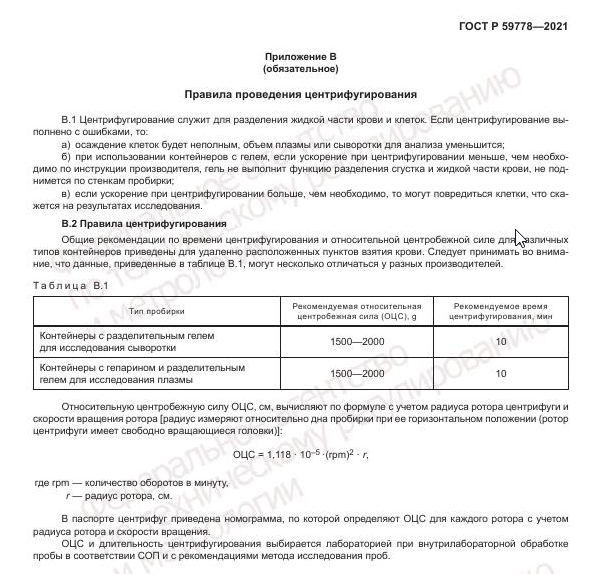 ГОСТ Р 59778—2021
Приложение В
(обязательное)
Правила проведения центрифугирования
В.1 Центрифугирование служит для разделения жидкой части крови и клеток. Если центрифугирование вы-
полнено с ошибками, то:
а) осаждение клеток будет неполным, объем плазмы или сыворотки для анализа уменьшится;
б) при использовании контейнеров с гелем, если ускорение при центрифугировании меньше, чем необхо-
димо по инструкции производителя, гель не выполнит функцию разделения сгустка и жидкой части крови, не под-
нимется по стенкам пробирки;
в) если ускорение при центрифугировании больше, чем необходимо, то могут повредиться клетки, что ска-
жется на результатах исследования.
В.2 Правила центрифугирования
Общие рекомендации по времени центрифугирования и относительной центробежной силе для различных
типов контейнеров приведены для удаленно расположенных пунктов взятия крови. Следует принимать во внима-
ние, что данные, приведенные в таблице В.1, могут несколько отличаться у разных производителей.
Таблица В.1
Тип пробирки
Рекомендуемая относительная
центробежная сила (ОЦС), g
Рекомендуемое время
центрифугирования, мин
Контейнеры с разделительным гелем
для исследования сыворотки
1500—2000
10
Контейнеры с гепарином и разделительным
гелем для исследования плазмы
1500—2000
10
Относительную центробежную силу ОЦС, см, вычисляют по формуле с учетом радиуса ротора центрифуги и
скорости вращения ротора [радиус измеряют относительно дна пробирки при ее горизонтальном положении (ротор
центрифуги имеет свободно вращающиеся головки)]:
ОЦС = 1,118 · 10⁻⁵ ·(rpm)² · r,
где rpm — количество оборотов в минуту,
r — радиус ротора, см.
В паспорте центрифуг приведена номограмма, по которой определяют ОЦС для каждого ротора с учетом
радиуса ротора и скорости вращения.
ОЦС и длительность центрифугирования выбирается лабораторией при внутрилабораторной обработке
пробы в соответствии СОП и с рекомендациями метода исследования проб.